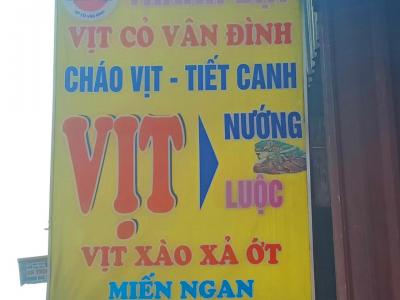 VỊT CỎ VÂN ĐÌNH
CHÁO VỊT - TIẾT CANH
VỊT
NƯỚNG
LUỘC
VỊT XÀO XẢ ỚT
MIẾN NGAN